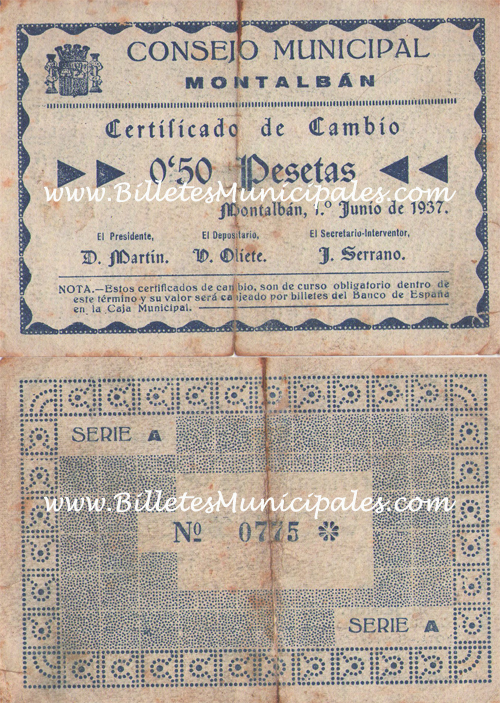 CONSEJO MUNICIPAL
MONTALBÁN
Certificado de Cambio
0'50 Pesetas
www.BilletesMunicipales.com
Montalbán, 1.º Junio de 1937.
El Presidente, El Depositario, El Secretario-Interventor,
D. Martin. V. Oliete. J. Serrano.
NOTA.—Estos certificados de cambio, son de curso obligatorio dentro de
este término y su valor será canjeado por billetes del Banco de España
en la Caja Municipal.
SERIE A
www.BilletesMunicipales.com
Nº 0775
SERIE A